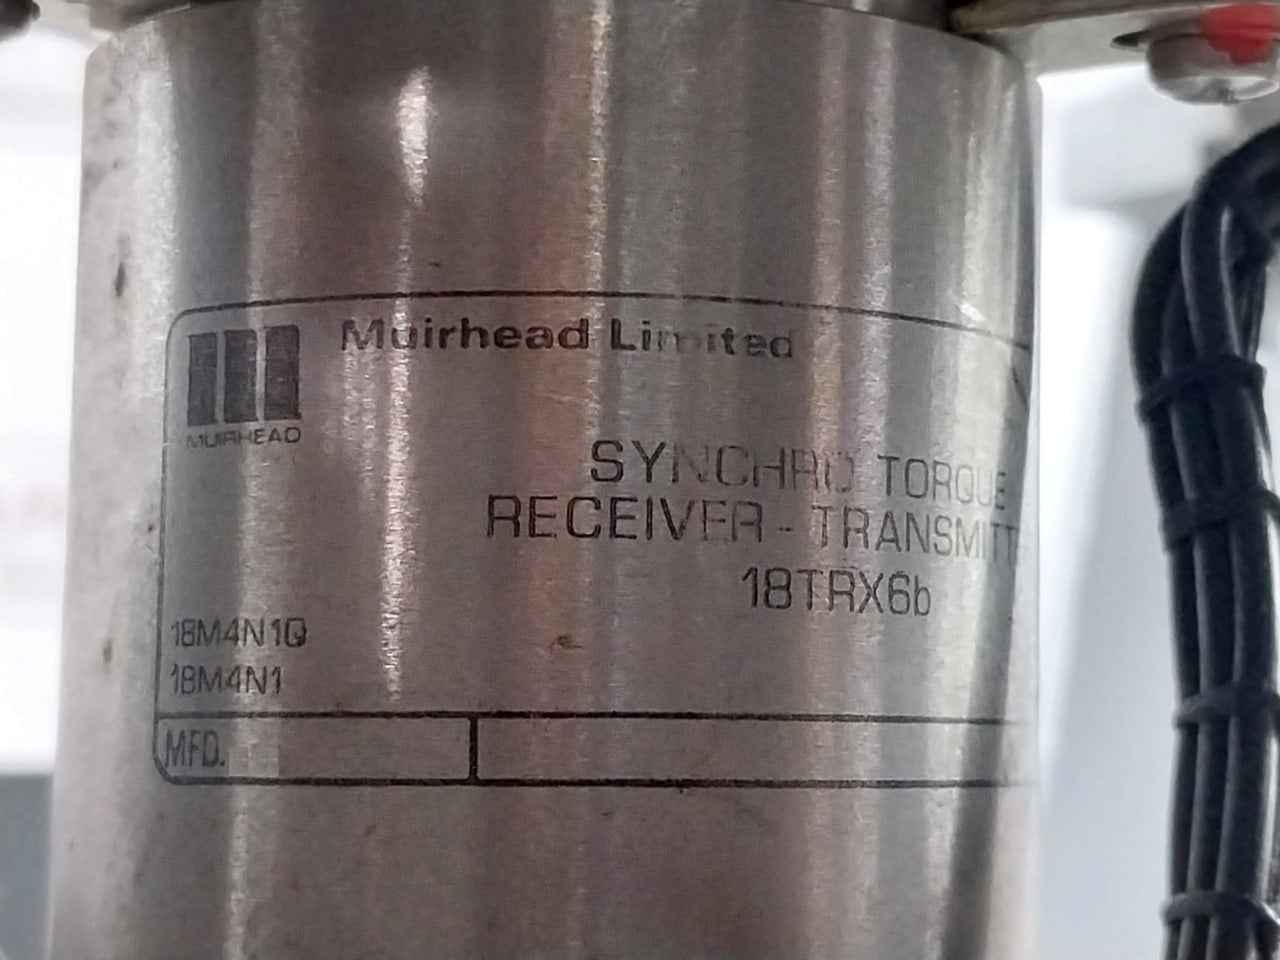 Muirhead Limited
MUIRHEAD
SYNCHRO TORQUE
RECEIVER - TRANSMITT
18TRX6b
18M4N1Q
18M4N1
MFD.